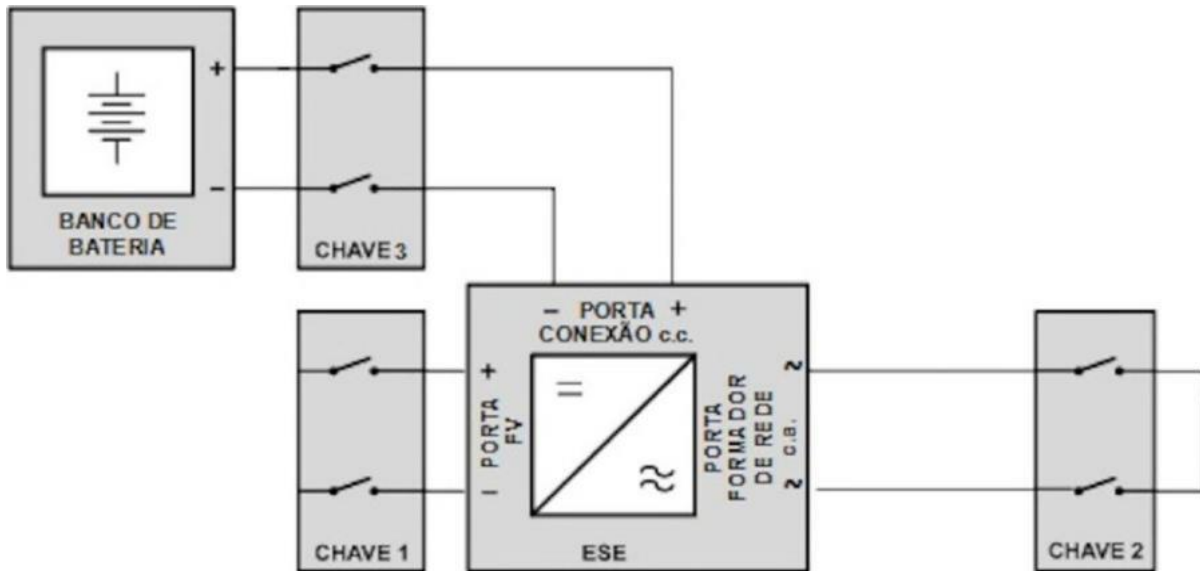 +
−
BANCO DE
BATERIA
CHAVE 3
− PORTA +
CONEXÃO c.c.
+
− PORTA
FV
PORTA
FORMADOR
DE REDE
~ c.a. ~
CHAVE 1
ESE
CHAVE 2